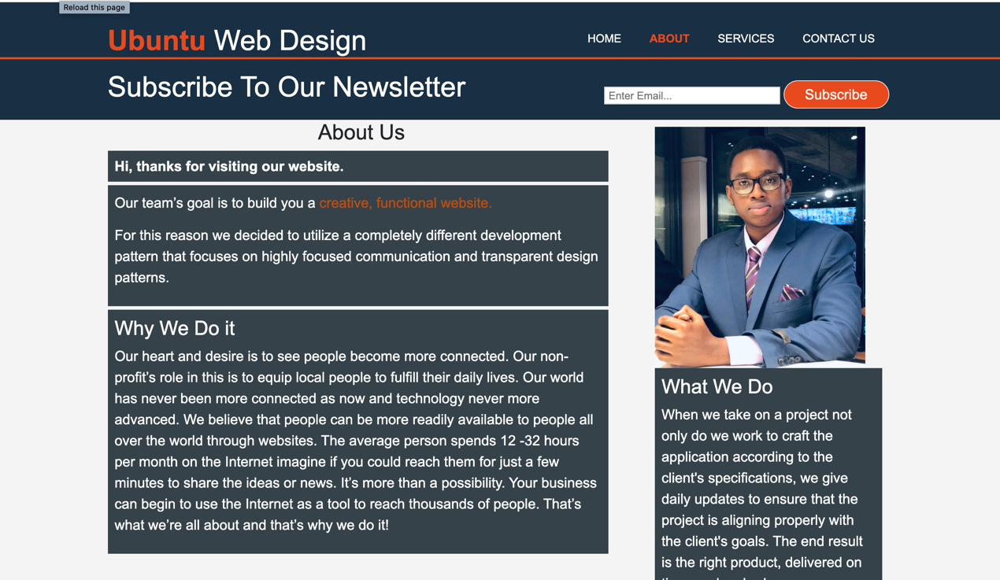 Reload this page
Ubuntu Web Design
HOME ABOUT SERVICES CONTACT US
Subscribe To Our Newsletter
Enter Email...
Subscribe
About Us
Hi, thanks for visiting our website.
Our team’s goal is to build you a creative, functional website.
For this reason we decided to utilize a completely different development
pattern that focuses on highly focused communication and transparent design
patterns.
Why We Do it
Our heart and desire is to see people become more connected. Our non-
profit’s role in this is to equip local people to fulfill their daily lives. Our world
has never been more connected as now and technology never more
advanced. We believe that people can be more readily available to people all
over the world through websites. The average person spends 12 -32 hours
per month on the Internet imagine if you could reach them for just a few
minutes to share the ideas or news. It’s more than a possibility. Your business
can begin to use the Internet as a tool to reach thousands of people. That’s
what we’re all about and that’s why we do it!
What We Do
When we take on a project not
only do we work to craft the
application according to the
client's specifications, we give
daily updates to ensure that the
project is aligning properly with
the client's goals. The end result
is the right product, delivered on